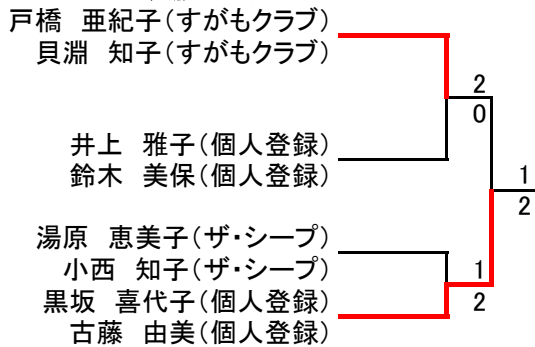 戸橋 亜紀子(すがもクラブ)
貝淵 知子(すがもクラブ)
2
0
井上 雅子(個人登録)
鈴木 美保(個人登録)
1
2
湯原 恵美子(ザ・シープ)
小西 知子(ザ・シープ)
1
黒坂 喜代子(個人登録)
2
古藤 由美(個人登録)